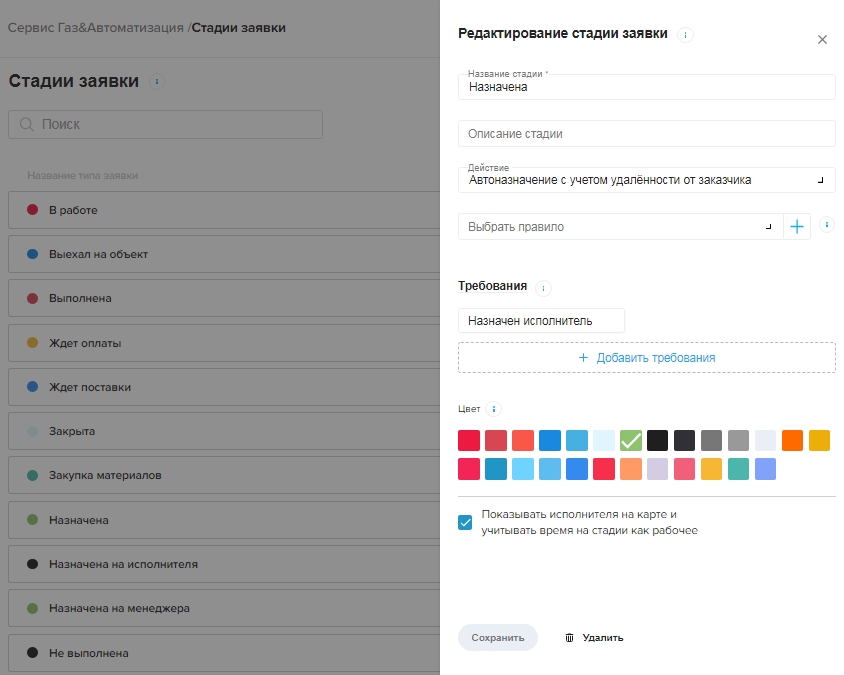 Сервис Газ&Автоматизация /Стадии заявки
Стадии заявки
Поиск
Название типа заявки
В работе
Выехал на объект
Выполнена
Ждет оплаты
Ждет поставки
Закрыта
Закупка материалов
Назначена
Назначена на исполнителя
Назначена на менеджера
Не выполнена
Редактирование стадии заявки
Название стадии *
Назначена
Описание стадии
Действие
Автоназначение с учетом удалённости от заказчика
Выбрать правило
Требования
Назначен исполнитель
+ Добавить требования
Цвет
Показывать исполнителя на карте и
учитывать время на стадии как рабочее
Сохранить
Удалить